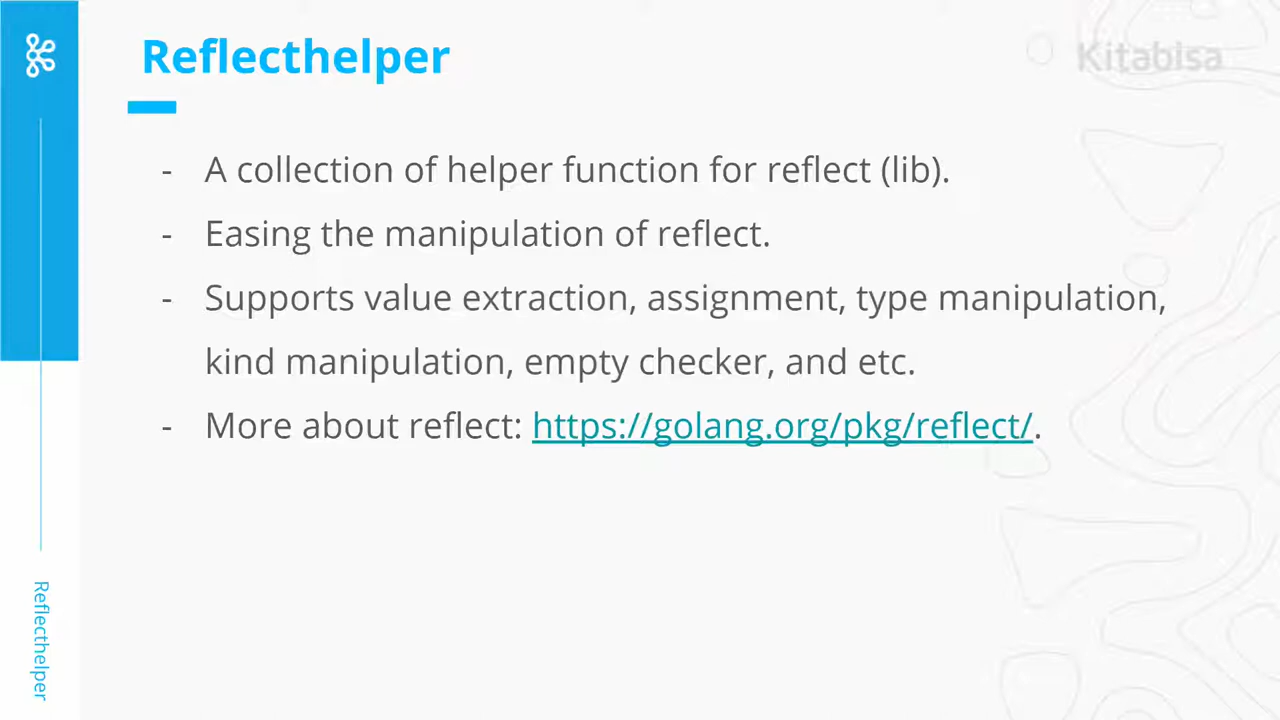 Reflecthelper
Kitabisa
- A collection of helper function for reflect (lib).
- Easing the manipulation of reflect.
- Supports value extraction, assignment, type manipulation,
kind manipulation, empty checker, and etc.
- More about reflect: https://golang.org/pkg/reflect/.
Reflecthelper